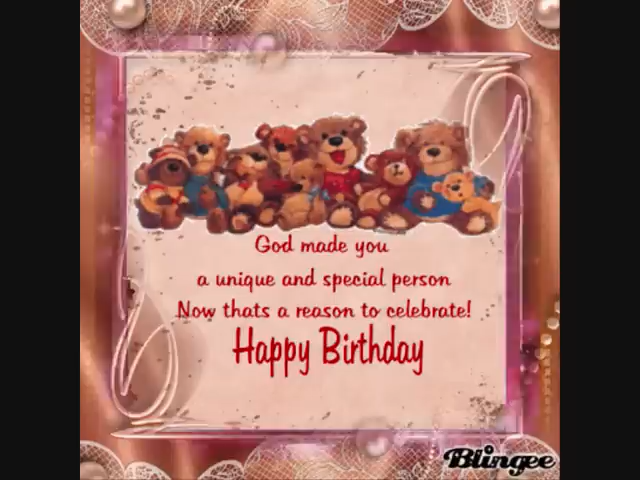 God made you
a unique and special person
Now thats a reason to celebrate!
Happy Birthday
Blingee